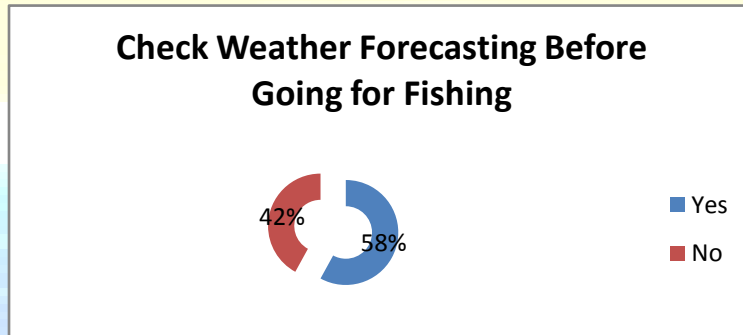 Check Weather Forecasting Before
Going for Fishing
42%
58%
Yes
No